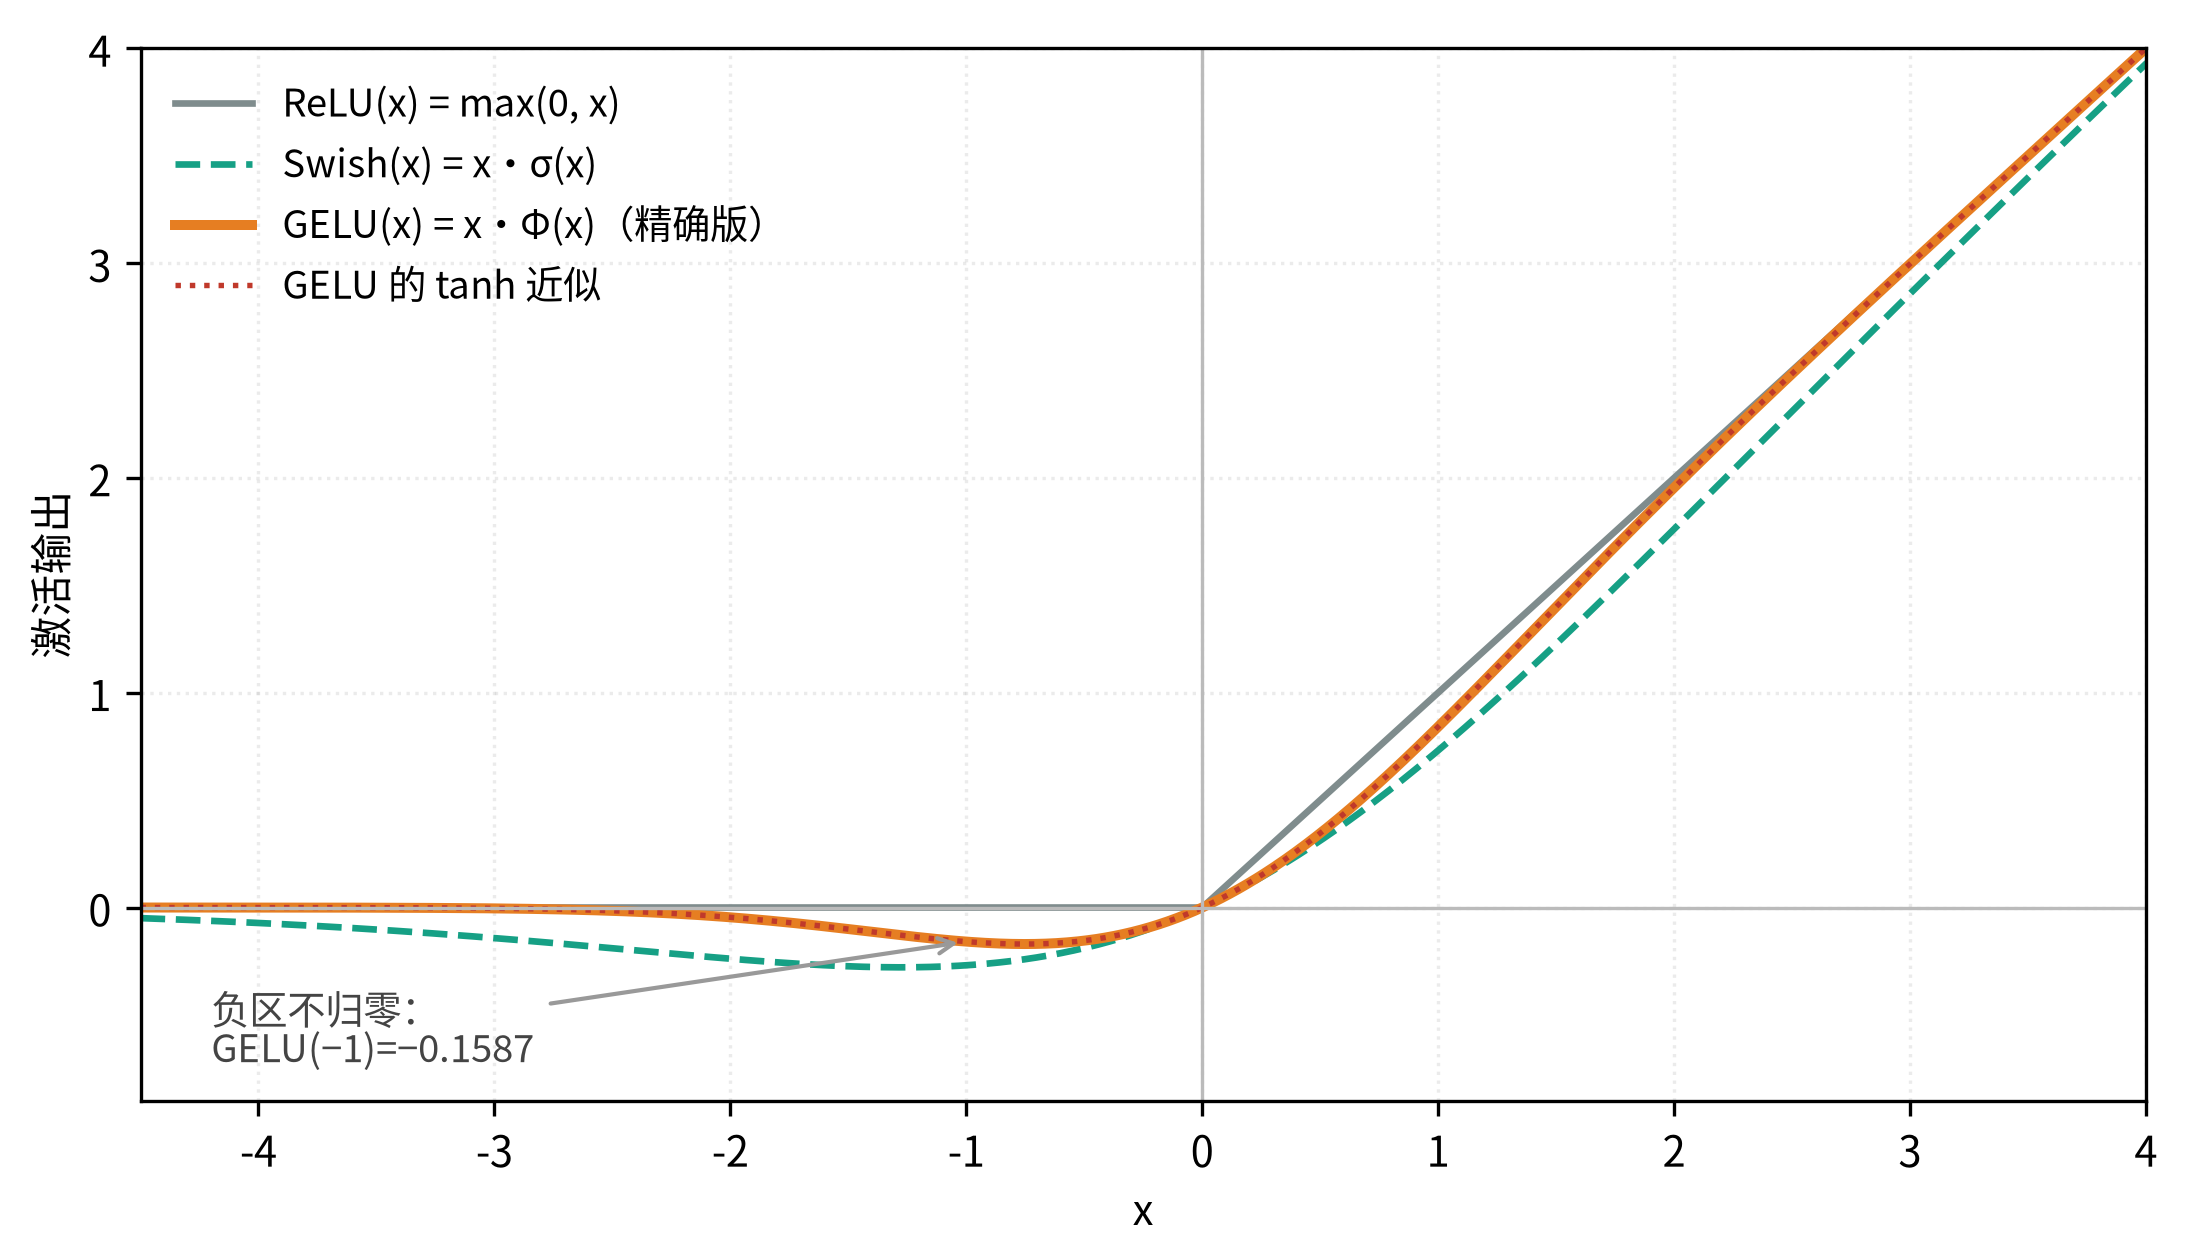 4
3
2
1
0
激活输出
ReLU(x) = max(0, x)
Swish(x) = x・σ(x)
GELU(x) = x・Φ(x)（精确版）
GELU 的 tanh 近似
负区不归零：
GELU(−1)=−0.1587
-4 -3 -2 -1 0 1 2 3 4
x